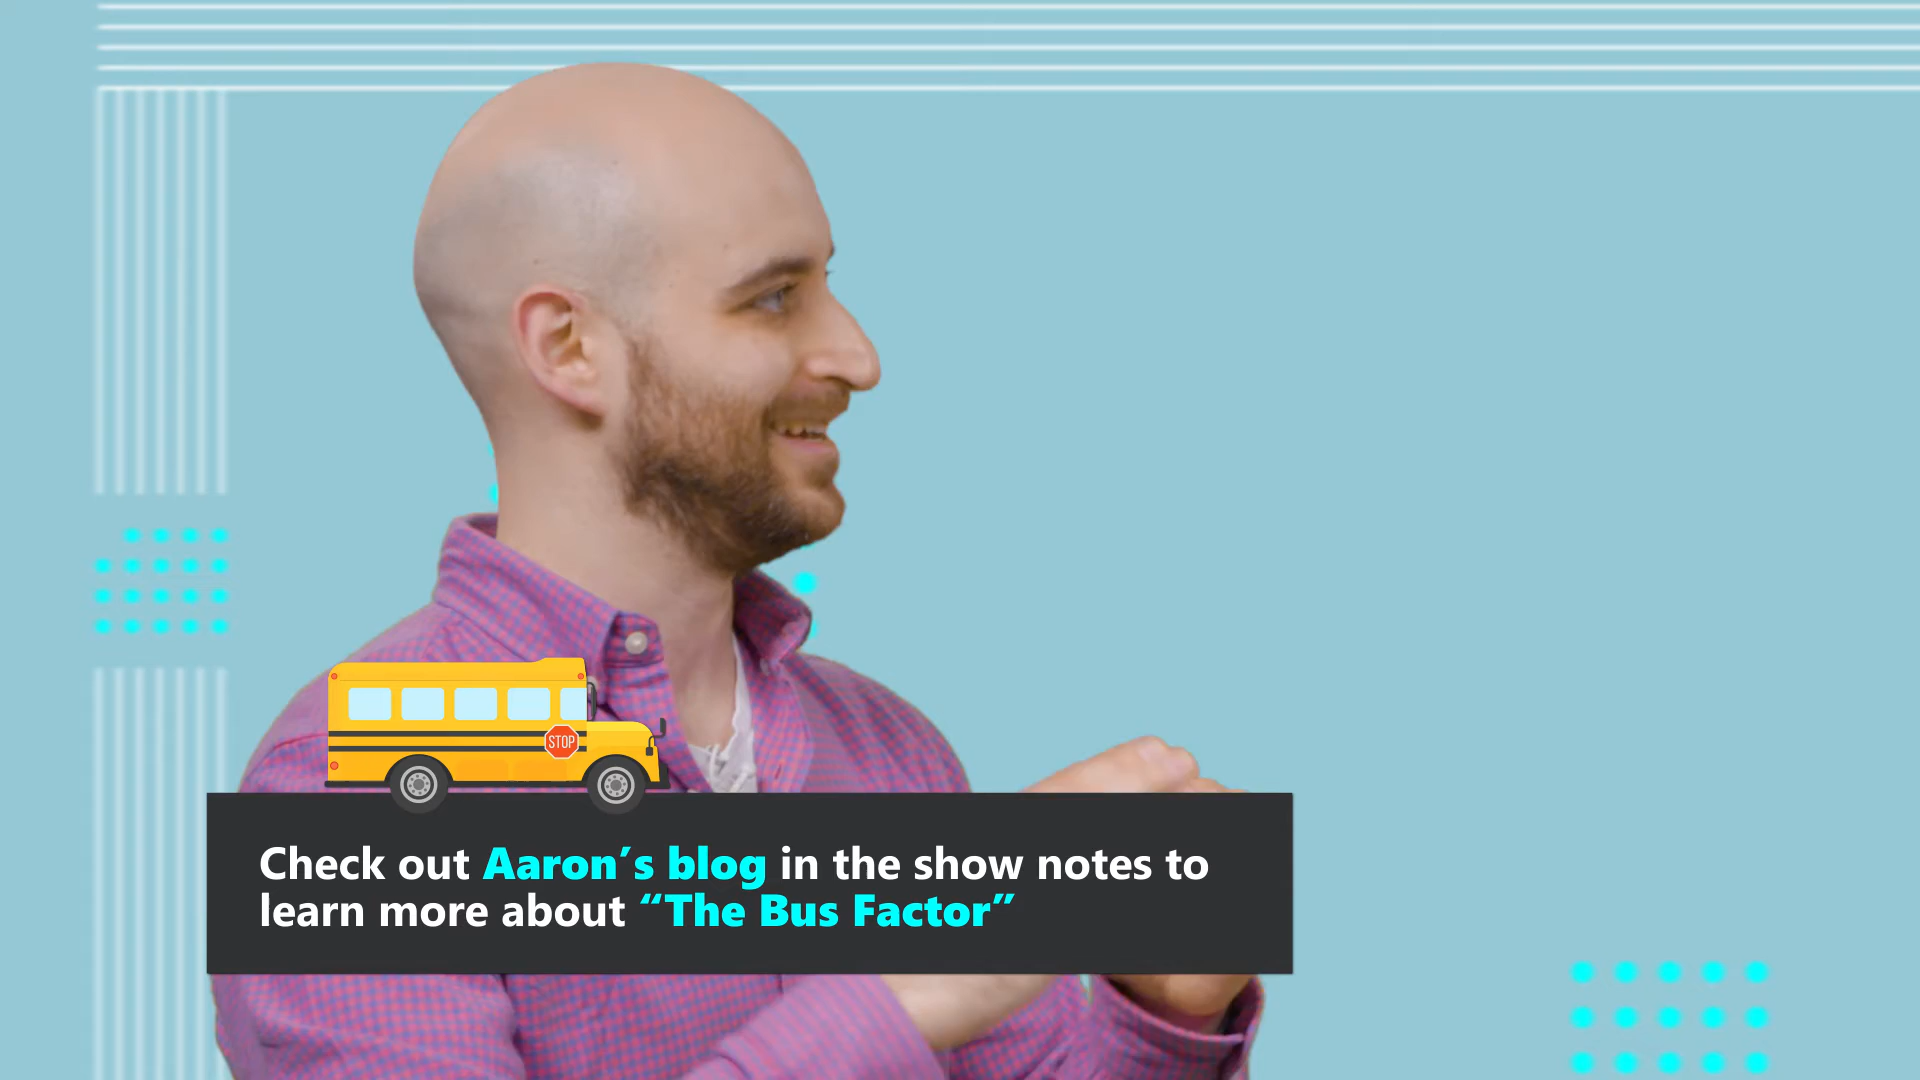 STOP
Check out Aaron’s blog in the show notes to
learn more about “The Bus Factor”